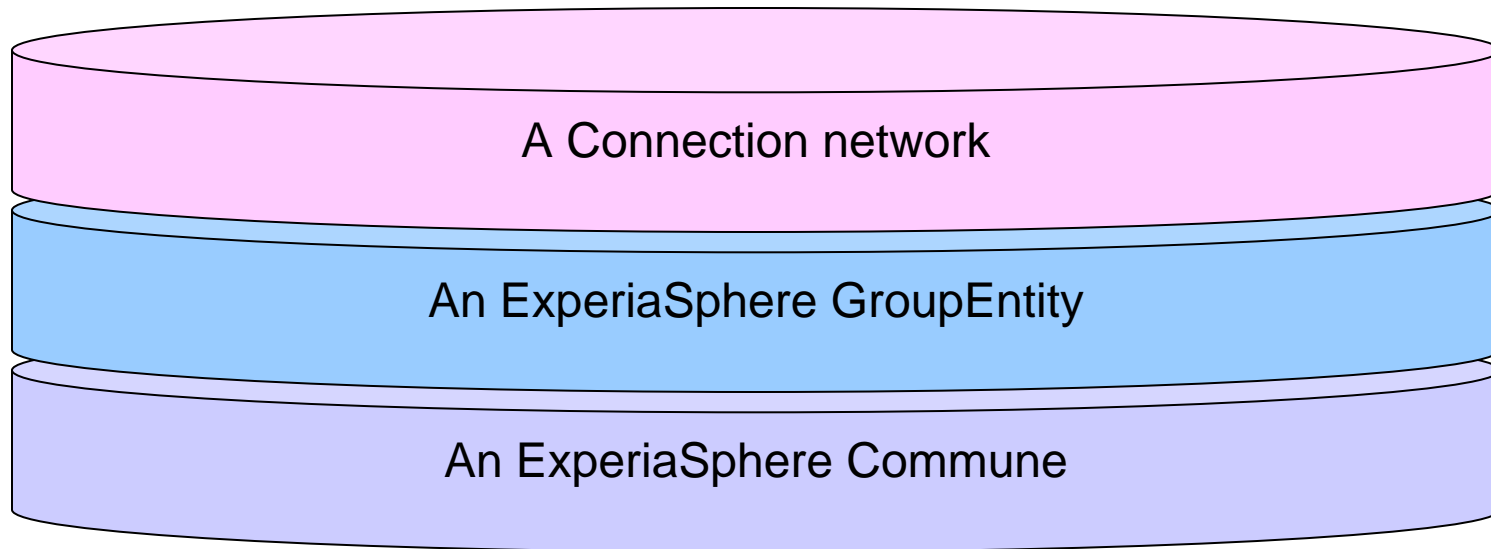 A Connection network
An ExperiaSphere GroupEntity
An ExperiaSphere Commune